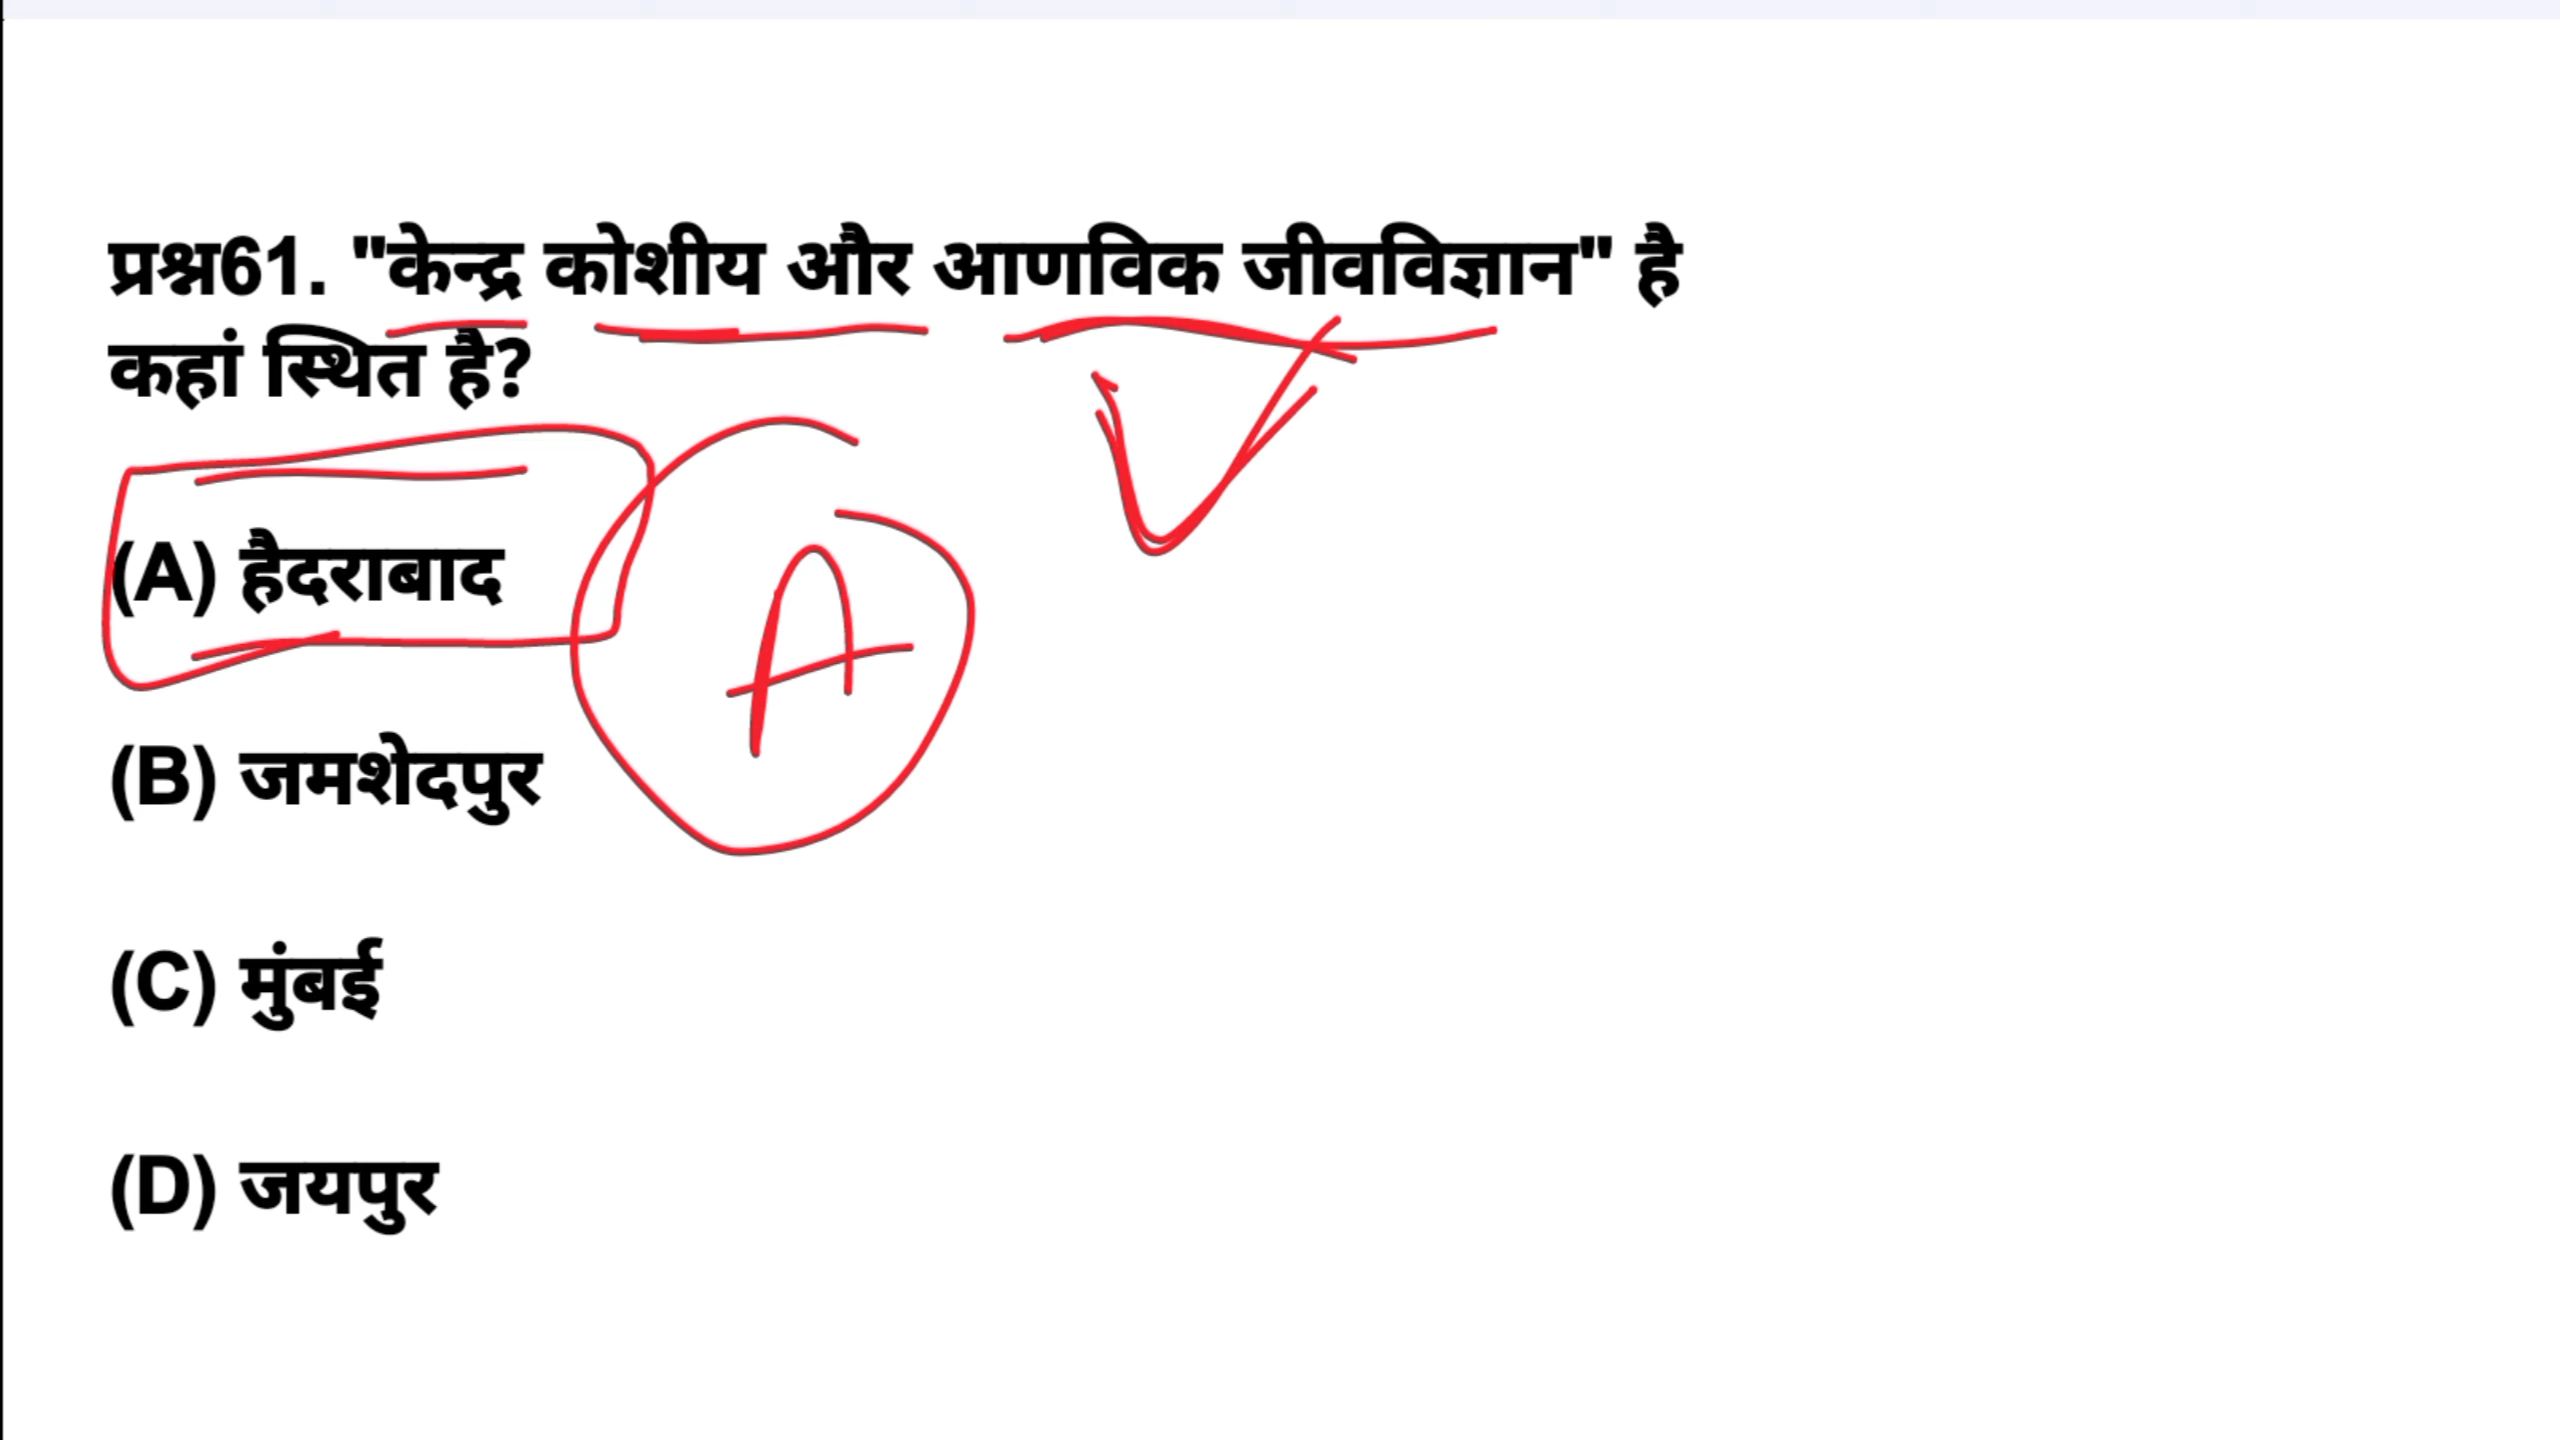 प्रश्न61. "केन्द्र कोशीय और आणविक जीवविज्ञान" है
कहां स्थित है?
(A) हैदराबाद
A
(B) जमशेदपुर
(C) मुंबई
(D) जयपुर